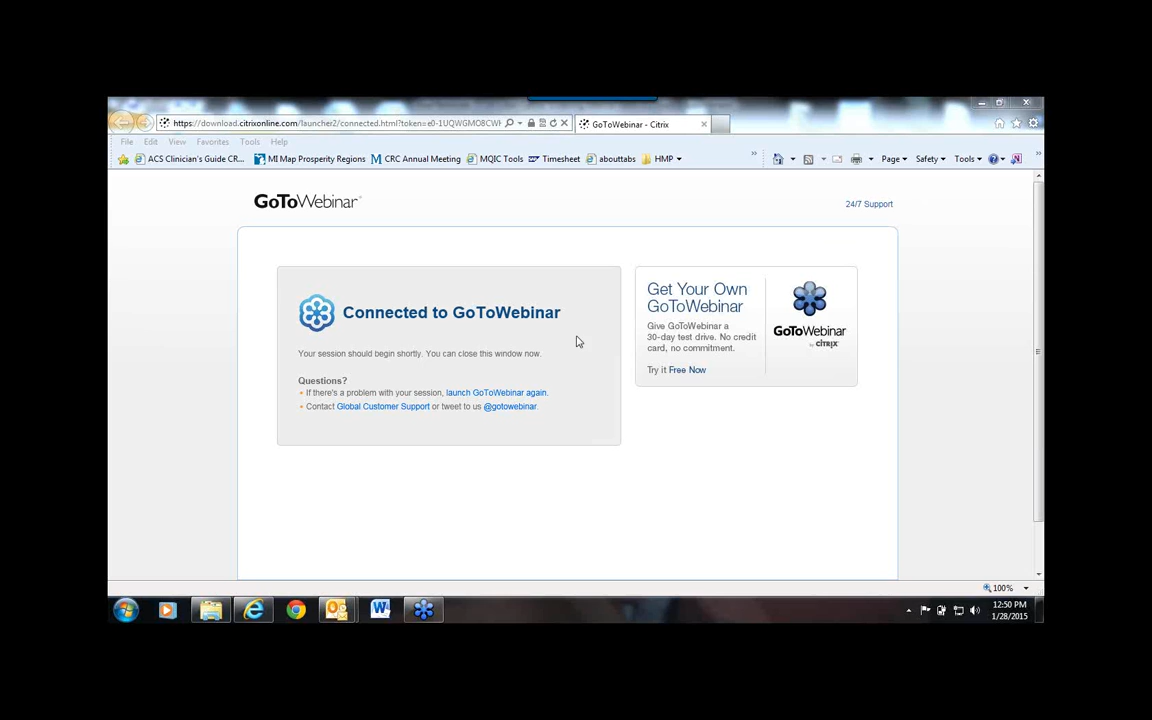 https://download.citrixonline.com/launcher2/connected.html?token=e0-1UQWGMO8CWH
GoToWebinar - Citrix
File Edit View Favorites Tools Help
ACS Clinician's Guide CR... MI Map Prosperity Regions CRC Annual Meeting MQIC Tools Timesheet abouttabs HMP Page Safety Tools
GoToWebinar
24/7 Support
Connected to GoToWebinar
Your session should begin shortly. You can close this window now.
Questions?
If there's a problem with your session, launch GoToWebinar again.
Contact Global Customer Support or tweet to us @gotowebinar.
Get Your Own
GoToWebinar
Give GoToWebinar a
30-day test drive. No credit
card, no commitment.
Try it Free Now
GoToWebinar
by citrix
100%
12:50 PM
1/28/2015